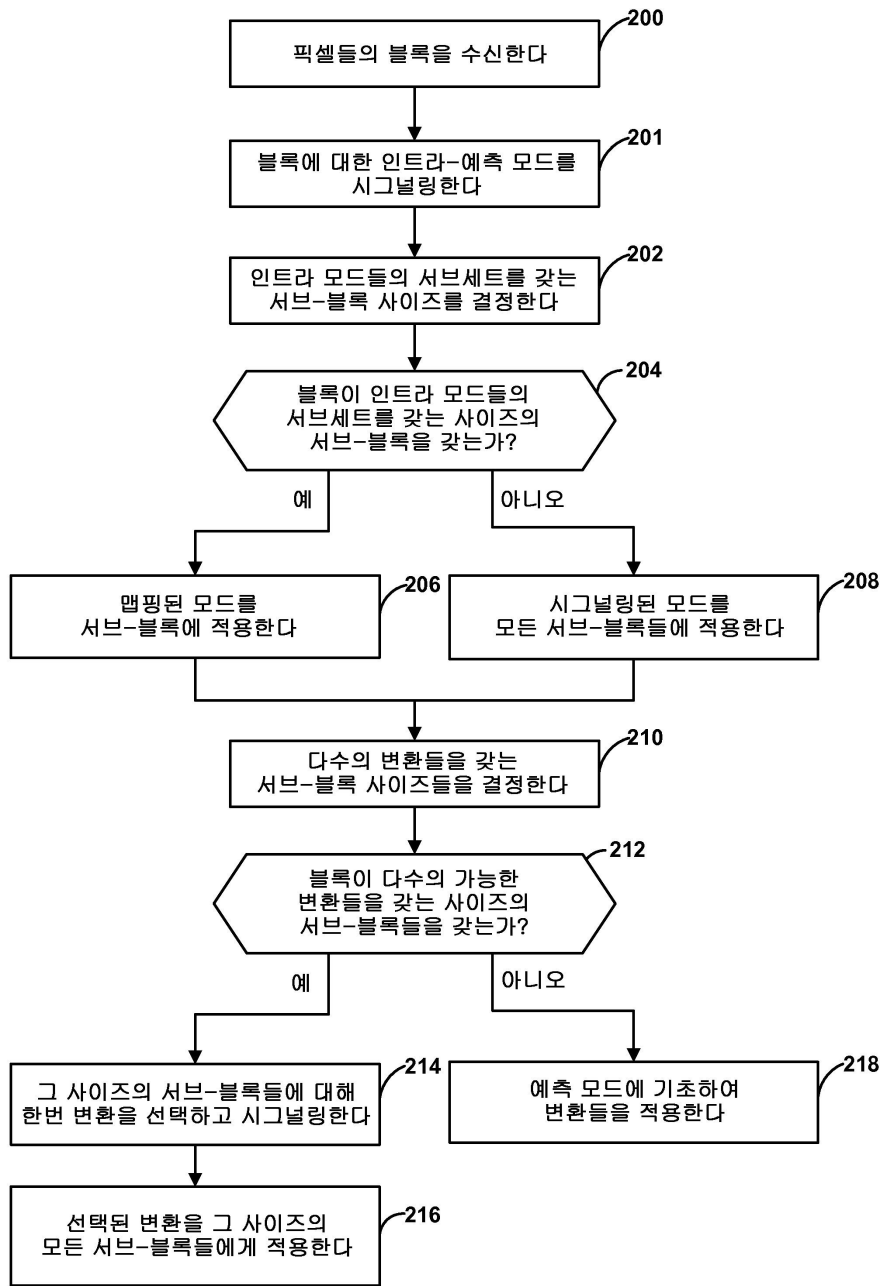 200
픽셀들의 블록을 수신한다
201
블록에 대한 인트라-예측 모드를
시그널링한다
202
인트라 모드들의 서브세트를 갖는
서브-블록 사이즈를 결정한다
204
블록이 인트라 모드들의
서브세트를 갖는 사이즈의
서브-블록을 갖는가?
예
아니오
맵핑된 모드를
서브-블록에 적용한다
206
시그널링된 모드를
모든 서브-블록들에 적용한다
208
210
다수의 변환들을 갖는
서브-블록 사이즈들을 결정한다
212
블록이 다수의 가능한
변환들을 갖는 사이즈의
서브-블록들을 갖는가?
예
아니오
그 사이즈의 서브-블록들에 대해
한번 변환을 선택하고 시그널링한다
214
예측 모드에 기초하여
변환들을 적용한다
218
선택된 변환을 그 사이즈의
모든 서브-블록들에게 적용한다
216